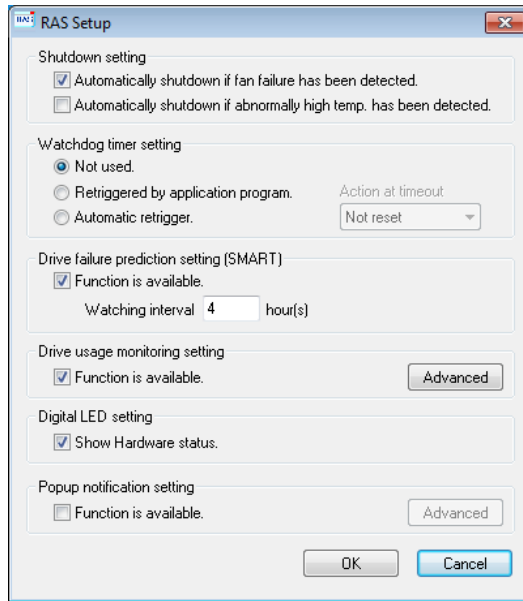 RAS RAS Setup
Shutdown setting
Automatically shutdown if fan failure has been detected.
Automatically shutdown if abnormally high temp. has been detected.
Watchdog timer setting
Not used.
Retriggered by application program. Action at timeout
Automatic retrigger. Not reset
Drive failure prediction setting (SMART)
Function is available.
Watching interval 4 hour(s)
Drive usage monitoring setting
Function is available. Advanced
Digital LED setting
Show Hardware status.
Popup notification setting
Function is available. Advanced
OK Cancel